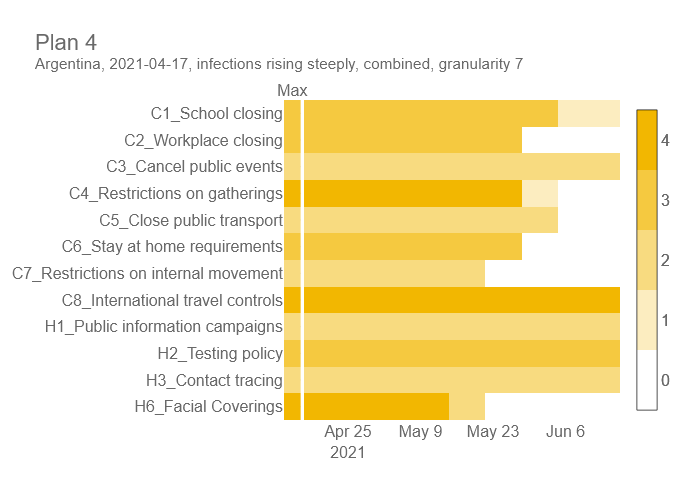 Plan 4
Argentina, 2021-04-17, infections rising steeply, combined, granularity 7
Max
C1_School closing
C2_Workplace closing
C3_Cancel public events
C4_Restrictions on gatherings
C5_Close public transport
C6_Stay at home requirements
C7_Restrictions on internal movement
C8_International travel controls
H1_Public information campaigns
H2_Testing policy
H3_Contact tracing
H6_Facial Coverings
4
3
2
1
0
Apr 25 May 9 May 23 Jun 6
2021